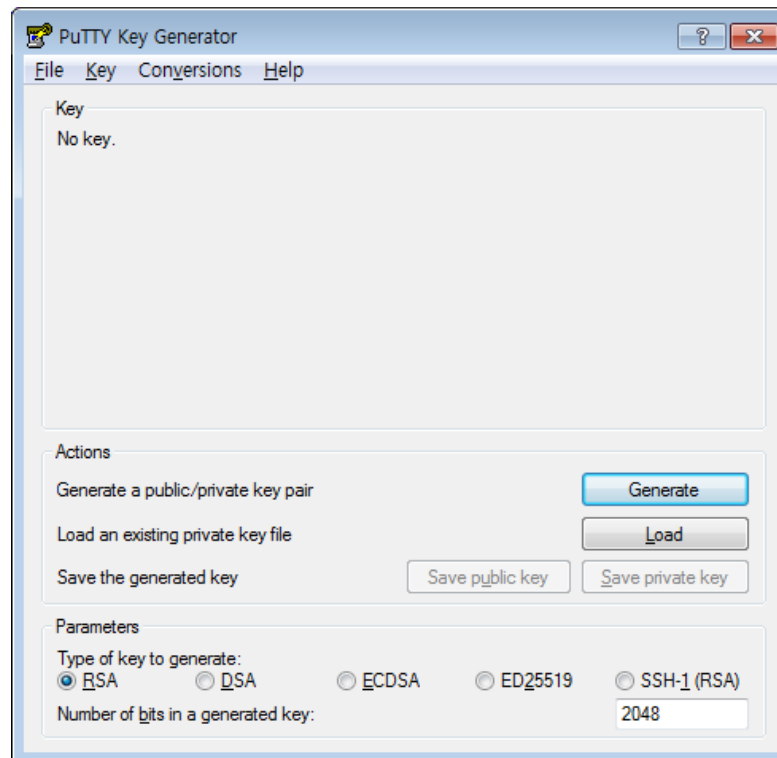 PuTTY Key Generator
File Key Conversions Help
Key
No key.
Actions
Generate a public/private key pair Generate
Load an existing private key file Load
Save the generated key Save public key Save private key
Parameters
Type of key to generate:
RSA DSA ECDSA ED25519 SSH-1 (RSA)
Number of bits in a generated key: 2048